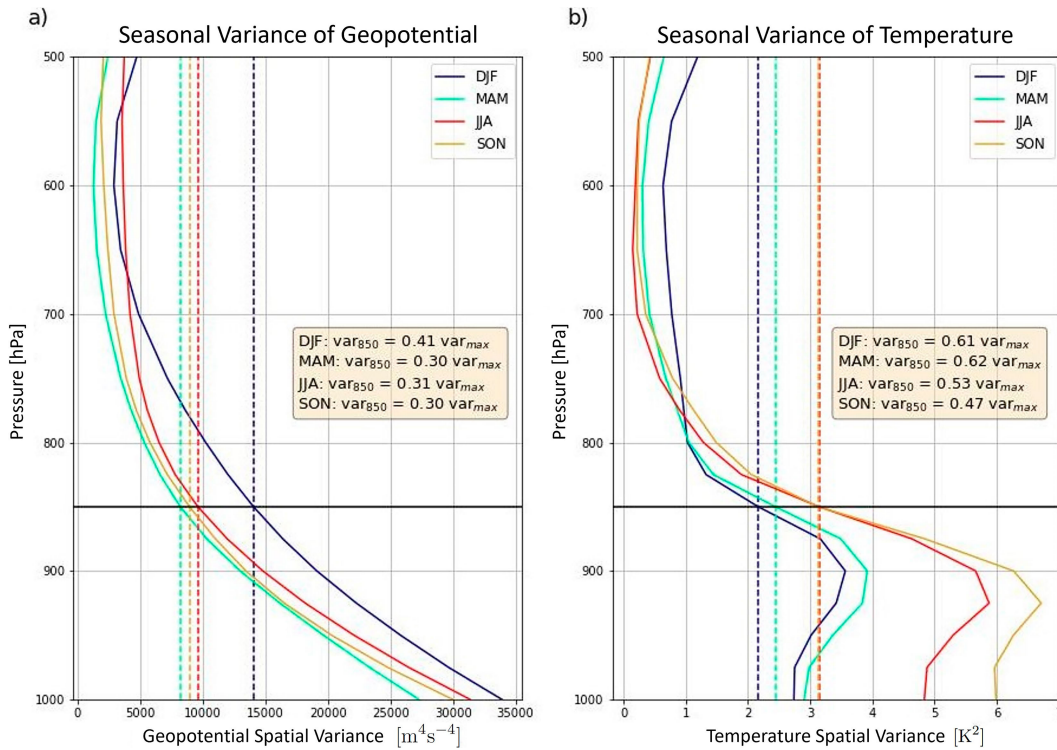 a)
Seasonal Variance of Geopotential
500
600
700
800
900
1000
Pressure [hPa]
DJF
MAM
JJA
SON
DJF: var₈₅₀ = 0.41 varₘₐₓ
MAM: var₈₅₀ = 0.30 varₘₐₓ
JJA: var₈₅₀ = 0.31 varₘₐₓ
SON: var₈₅₀ = 0.30 varₘₐₓ
0 5000 10000 15000 20000 25000 30000 35000
Geopotential Spatial Variance [m⁴s⁻⁴]
b)
Seasonal Variance of Temperature
500
600
700
800
900
1000
Pressure [hPa]
DJF
MAM
JJA
SON
DJF: var₈₅₀ = 0.61 varₘₐₓ
MAM: var₈₅₀ = 0.62 varₘₐₓ
JJA: var₈₅₀ = 0.53 varₘₐₓ
SON: var₈₅₀ = 0.47 varₘₐₓ
0 1 2 3 4 5 6
Temperature Spatial Variance [K²]